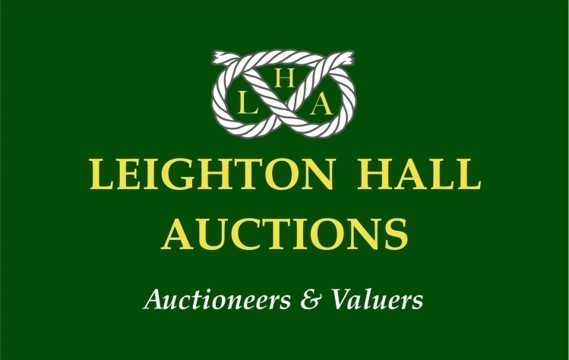 L H A
LEIGHTON HALL
AUCTIONS
Auctioneers & Valuers